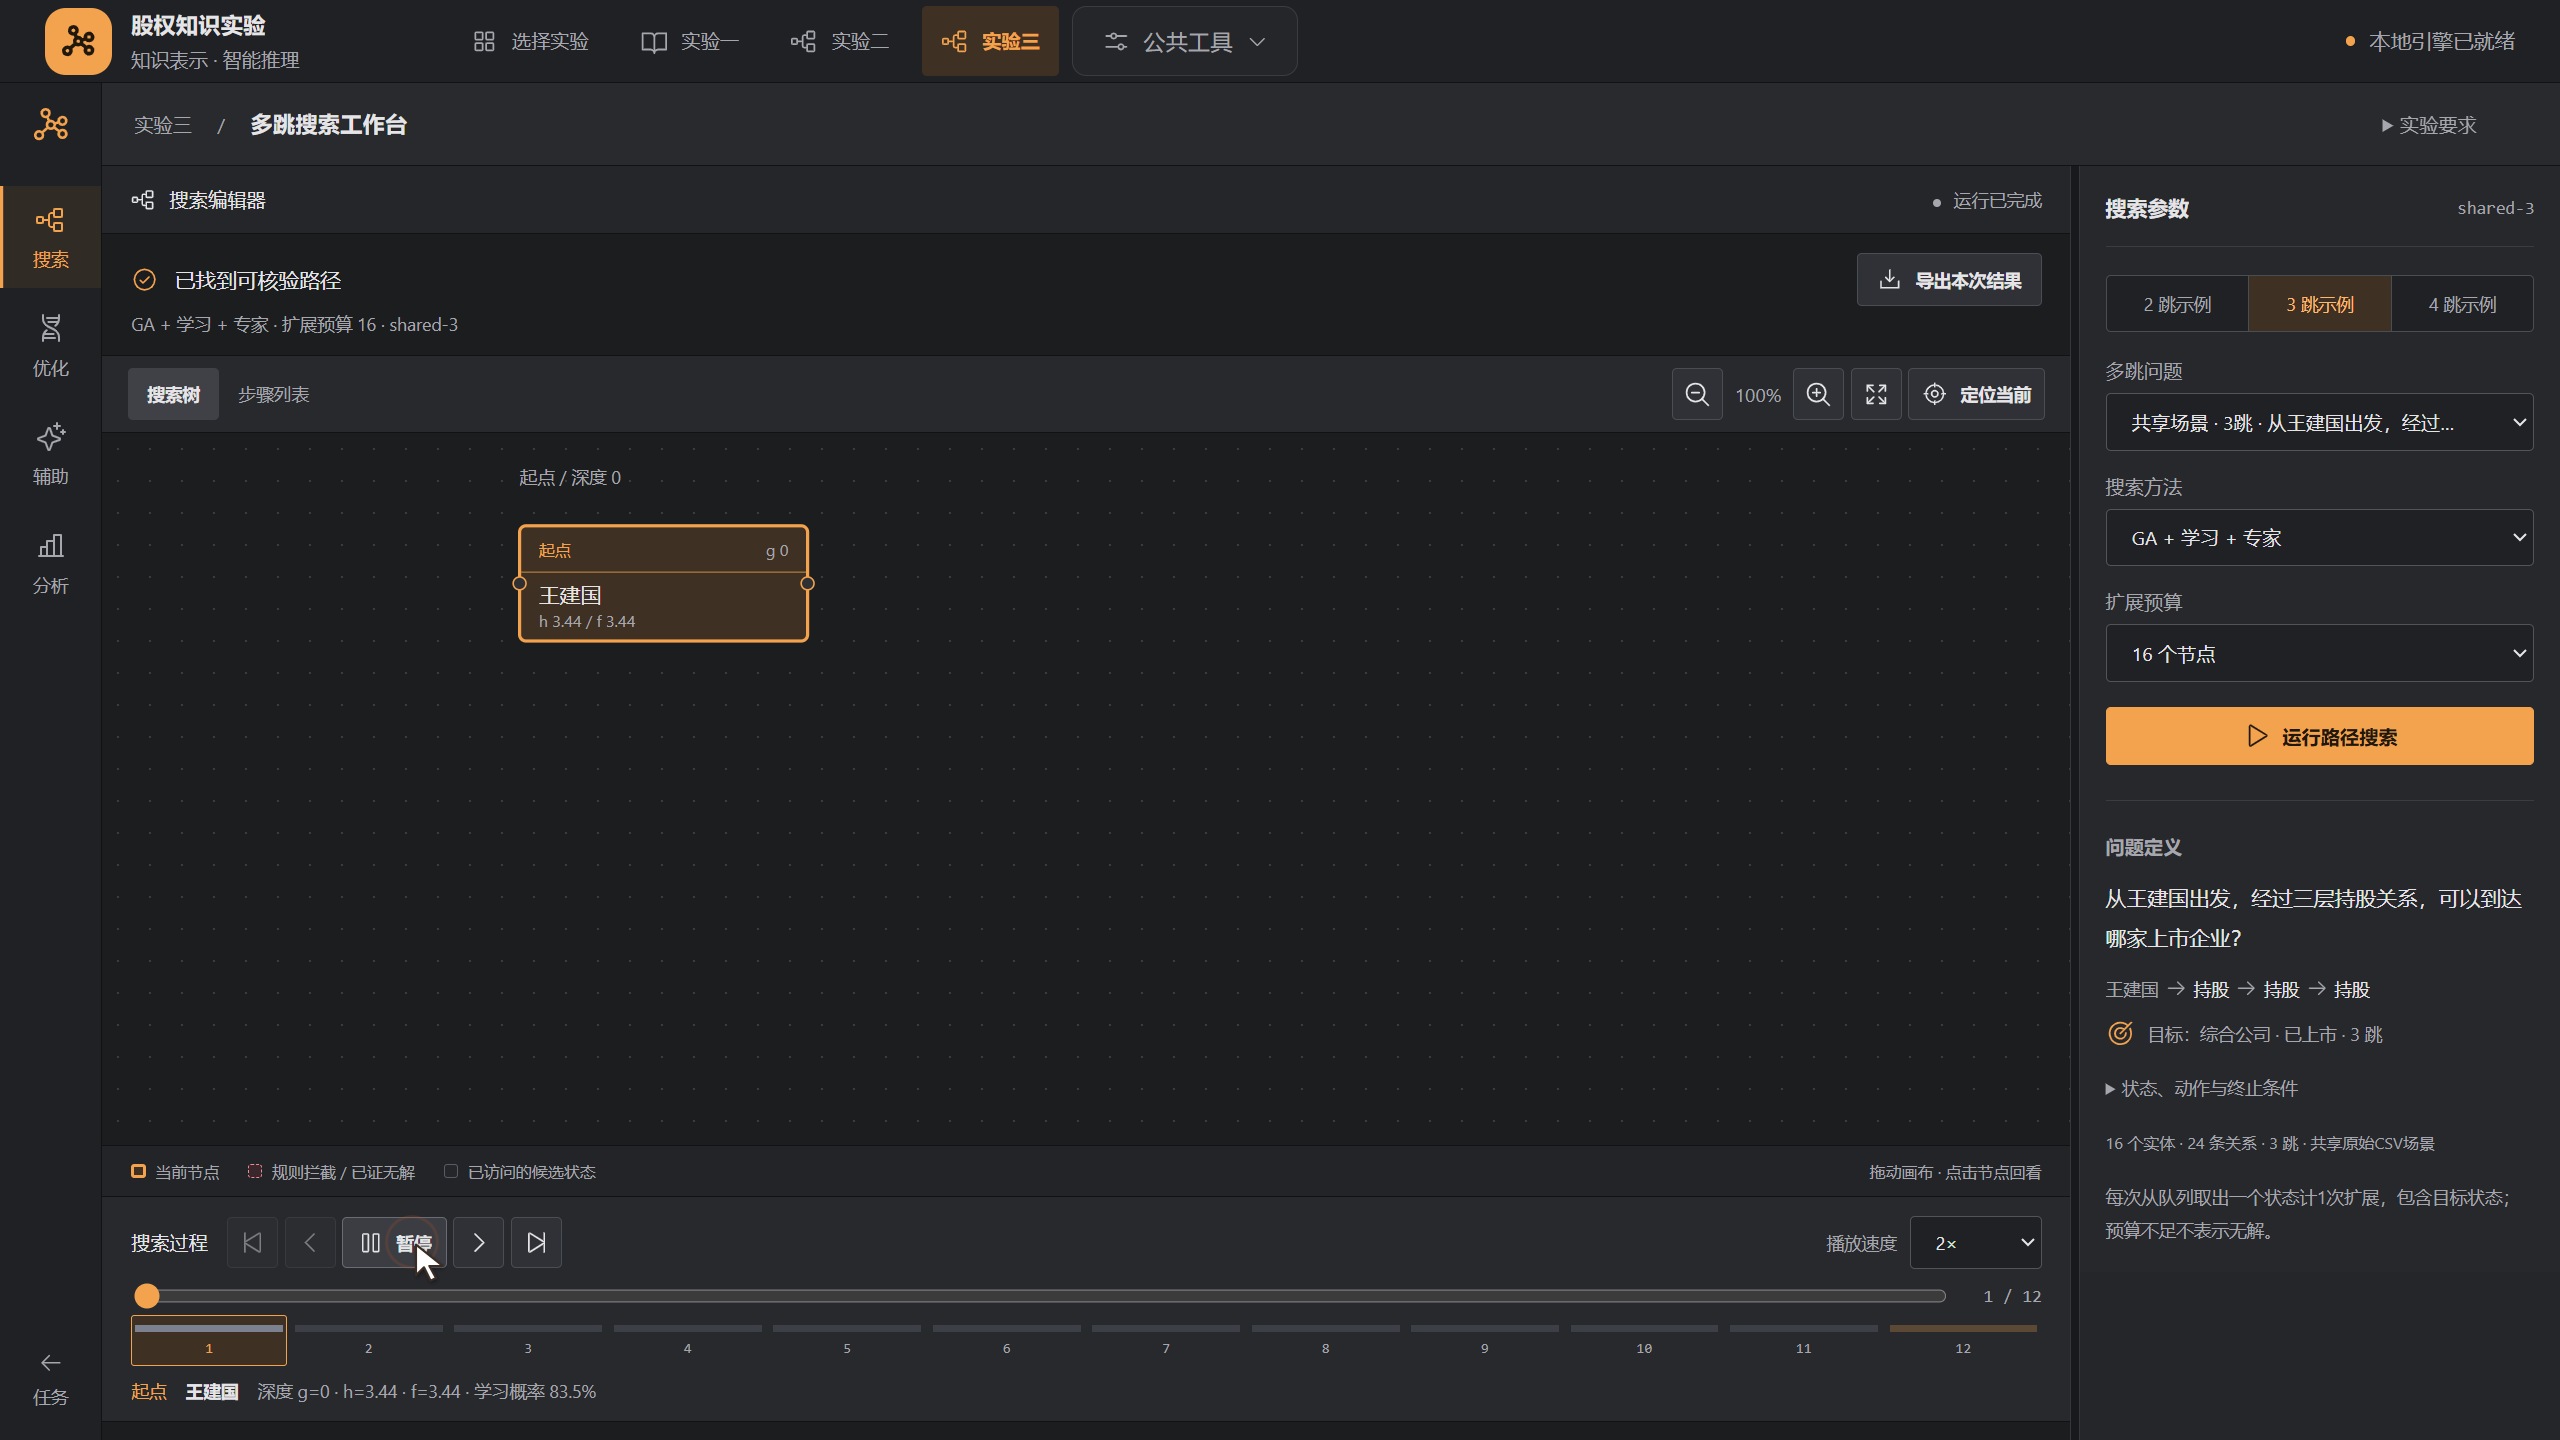 股权知识实验
知识表示 · 智能推理
选择实验
实验一
实验二
实验三
公共工具
本地引擎已就绪
实验三 / 多跳搜索工作台
实验要求
搜索
优化
辅助
分析
任务
搜索编辑器
运行已完成
已找到可核验路径
GA + 学习 + 专家 · 扩展预算 16 · shared-3
导出本次结果
搜索树
步骤列表
100%
定位当前
起点 / 深度 0
起点 g 0
王建国
h 3.44 / f 3.44
当前节点
规则拦截 / 已证无解
已访问的候选状态
拖动画布 · 点击节点回看
搜索过程
暂停
播放速度
2×
1 / 12
1 2 3 4 5 6 7 8 9 10 11 12
起点 王建国 深度 g=0 · h=3.44 · f=3.44 · 学习概率 83.5%
搜索参数
shared-3
2 跳示例
3 跳示例
4 跳示例
多跳问题
共享场景 · 3跳 · 从王建国出发，经过...
搜索方法
GA + 学习 + 专家
扩展预算
16 个节点
运行路径搜索
问题定义
从王建国出发，经过三层持股关系，可以到达
哪家上市企业？
王建国 → 持股 → 持股 → 持股
目标：综合公司 · 已上市 · 3 跳
状态、动作与终止条件
16 个实体 · 24 条关系 · 3 跳 · 共享原始CSV场景
每次从队列取出一个状态计1次扩展，包含目标状态；
预算不足不表示无解。